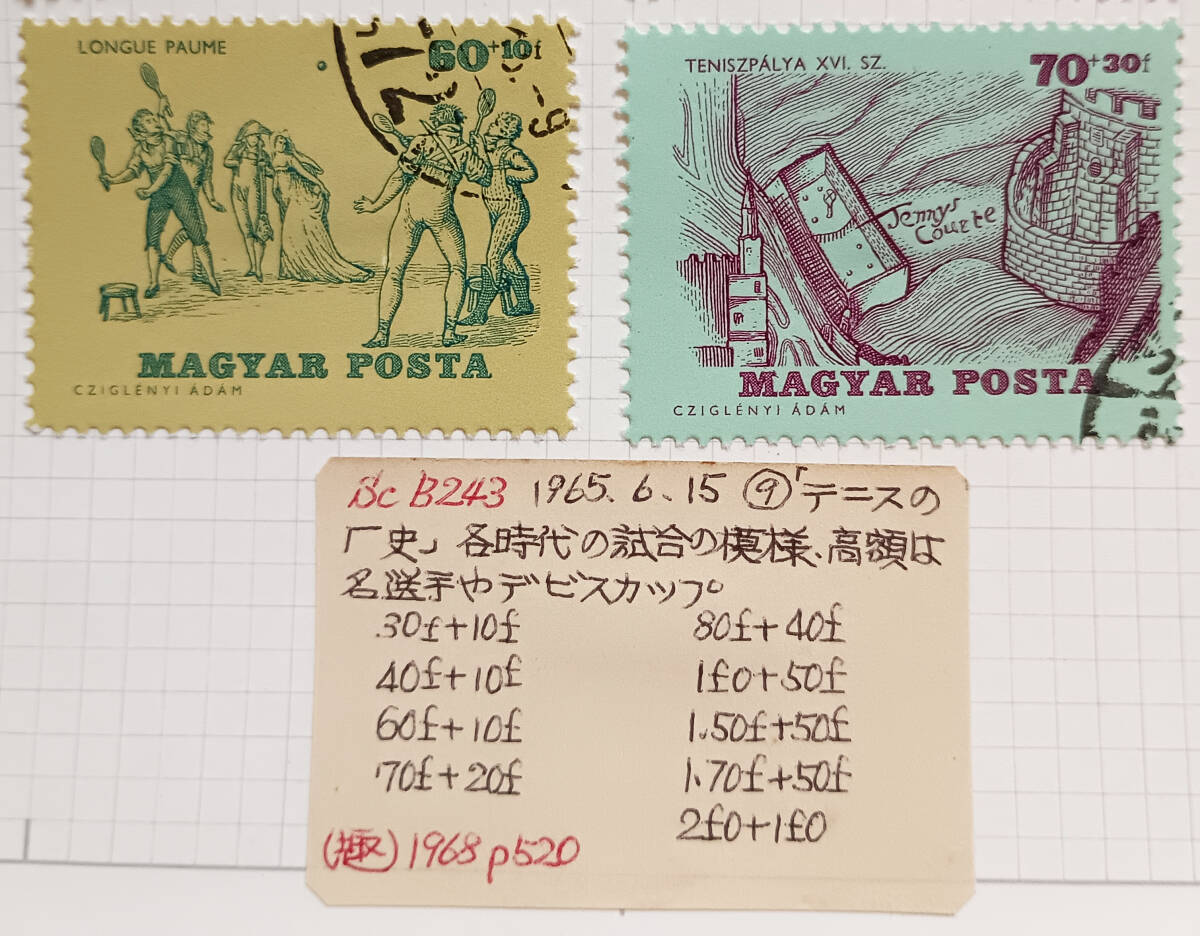 LONGUE PAUME
60+10f
MAGYAR POSTA
CZIGLÉNYI ÁDÁM
TENISZPÁLYA XVI. SZ.
70+30f
Tennys
Courte
MAGYAR POSTA
CZIGLÉNYI ÁDÁM
Sc B243 1965.6.15 ⑨「テニスの
厂史」各時代の試合の模様、高額は
名選手やデビスカップ。
30f+10f
40f+10f
60f+10f
70f+20f
80f+40f
1f0+50f
1.50f+50f
1.70f+50f
2f0+1f0
(趣)1968 p520